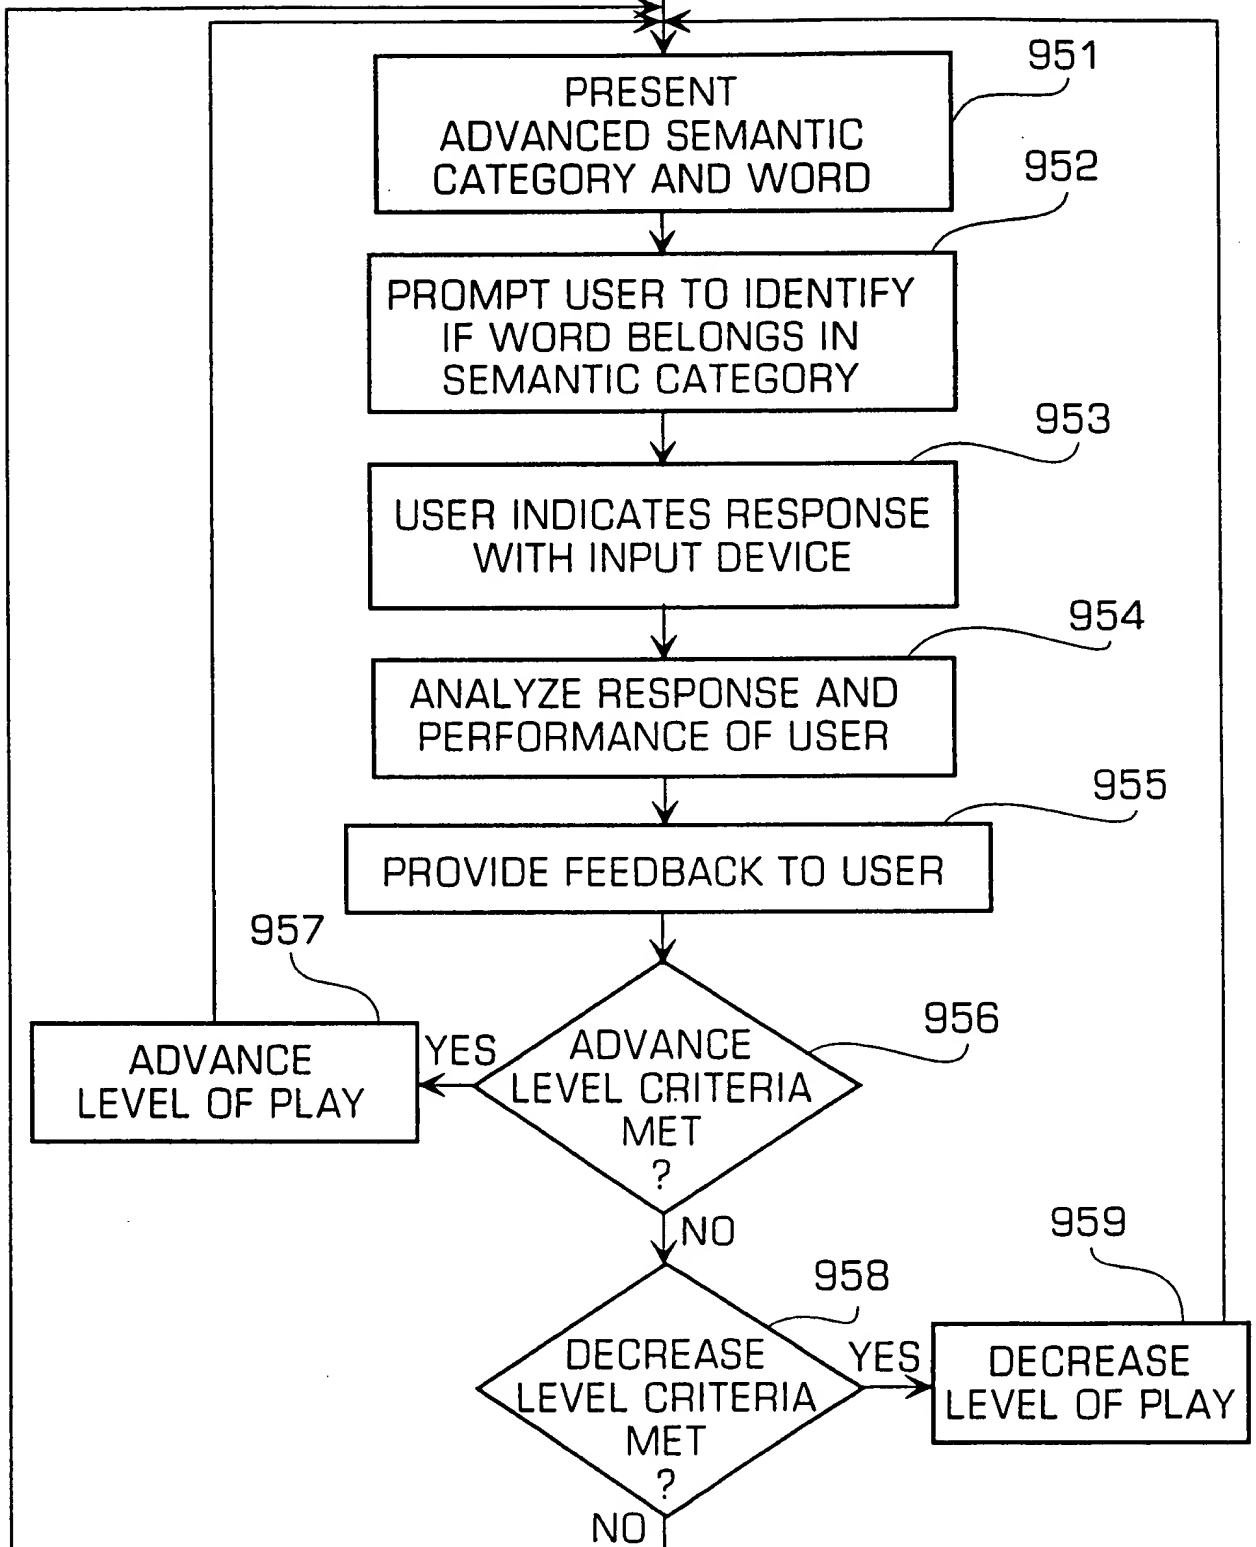 951
PRESENT
ADVANCED SEMANTIC
CATEGORY AND WORD
952
PROMPT USER TO IDENTIFY
IF WORD BELONGS IN
SEMANTIC CATEGORY
953
USER INDICATES RESPONSE
WITH INPUT DEVICE
954
ANALYZE RESPONSE AND
PERFORMANCE OF USER
955
PROVIDE FEEDBACK TO USER
957
956
ADVANCE
LEVEL OF PLAY
YES
ADVANCE
LEVEL CRITERIA
MET
?
NO
959
958
DECREASE
LEVEL CRITERIA
MET
?
YES
DECREASE
LEVEL OF PLAY
NO